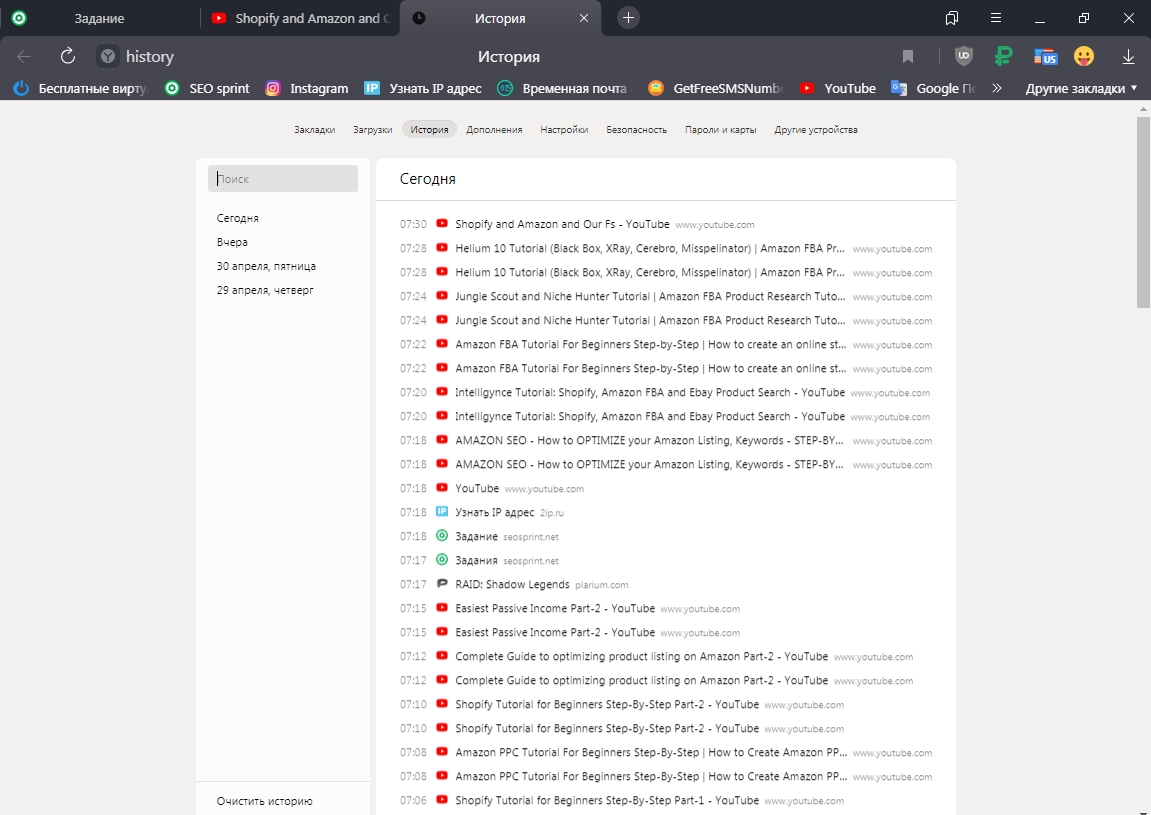 Задание
Shopify and Amazon and
История
history
История
Бесплатные вирту
SEO sprint
Instagram
Узнать IP адрес
Временная почта
GetFreeSMSNumb
YouTube
Google
Другие закладки
Закладки Загрузки История Дополнения Настройки Безопасность Пароли и карты Другие устройства
Поиск
Сегодня
Вчера
30 апреля, пятница
29 апреля, четверг
Очистить историю
Сегодня
07:30 Shopify and Amazon and Our Fs - YouTube www.youtube.com
07:28 Helium 10 Tutorial (Black Box, XRay, Cerebro, Misspelinator) | Amazon FBA Pr... www.youtube.com
07:28 Helium 10 Tutorial (Black Box, XRay, Cerebro, Misspelinator) | Amazon FBA Pr... www.youtube.com
07:24 Jungle Scout and Niche Hunter Tutorial | Amazon FBA Product Research Tuto... www.youtube.com
07:24 Jungle Scout and Niche Hunter Tutorial | Amazon FBA Product Research Tuto... www.youtube.com
07:22 Amazon FBA Tutorial For Beginners Step-by-Step | How to create an online st... www.youtube.com
07:22 Amazon FBA Tutorial For Beginners Step-by-Step | How to create an online st... www.youtube.com
07:20 Intelligynce Tutorial: Shopify, Amazon FBA and Ebay Product Search - YouTube www.youtube.com
07:20 Intelligynce Tutorial: Shopify, Amazon FBA and Ebay Product Search - YouTube www.youtube.com
07:18 AMAZON SEO - How to OPTIMIZE your Amazon Listing, Keywords - STEP-BY... www.youtube.com
07:18 AMAZON SEO - How to OPTIMIZE your Amazon Listing, Keywords - STEP-BY... www.youtube.com
07:18 YouTube www.youtube.com
07:18 IP Узнать IP адрес 2ip.ru
07:18 Задание seosprint.net
07:17 Задания seosprint.net
07:17 RAID: Shadow Legends plarium.com
07:15 Easiest Passive Income Part-2 - YouTube www.youtube.com
07:15 Easiest Passive Income Part-2 - YouTube www.youtube.com
07:12 Complete Guide to optimizing product listing on Amazon Part-2 - YouTube www.youtube.com
07:12 Complete Guide to optimizing product listing on Amazon Part-2 - YouTube www.youtube.com
07:10 Shopify Tutorial for Beginners Step-By-Step Part-2 - YouTube www.youtube.com
07:10 Shopify Tutorial for Beginners Step-By-Step Part-2 - YouTube www.youtube.com
07:08 Amazon PPC Tutorial For Beginners Step-By-Step | How to Create Amazon PP... www.youtube.com
07:08 Amazon PPC Tutorial For Beginners Step-By-Step | How to Create Amazon PP... www.youtube.com
07:06 Shopify Tutorial for Beginners Step-By-Step Part-1 - YouTube www.youtube.com